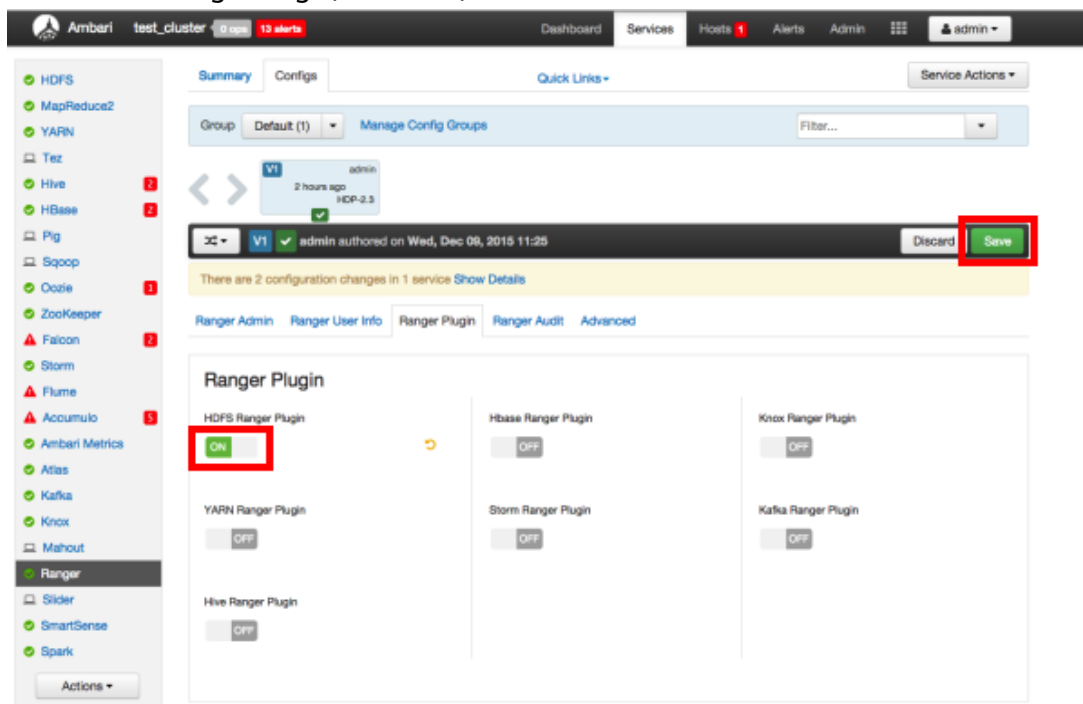 Ambari test_cluster 0 ops 13 alerts Dashboard Services Hosts 1 Alerts Admin admin
Summary Configs Quick Links Service Actions
Group Default (1) Manage Config Groups Filter...
V1 admin
2 hours ago
HDP-2.3
V1 admin authored on Wed, Dec 09, 2015 11:25 Discard Save
There are 2 configuration changes in 1 service Show Details
Ranger Admin Ranger User Info Ranger Plugin Ranger Audit Advanced
Ranger Plugin
HDFS Ranger Plugin Hbase Ranger Plugin Knox Ranger Plugin
ON OFF OFF
YARN Ranger Plugin Storm Ranger Plugin Kafka Ranger Plugin
OFF OFF OFF
Hive Ranger Plugin
OFF
HDFS
MapReduce2
YARN
Tez
Hive 2
HBase 2
Pig
Sqoop
Oozie 1
ZooKeeper
Falcon 2
Storm
Flume
Accumulo 5
Ambari Metrics
Atlas
Kafka
Knox
Mahout
Ranger
Slider
SmartSense
Spark
Actions